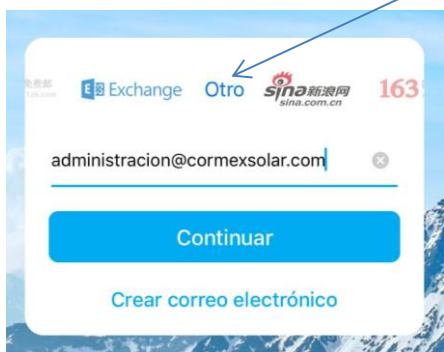 Exchange Otro sina新浪网 163
sina.com.cn
administracion@cormexsolar.com
Continuar
Crear correo electrónico